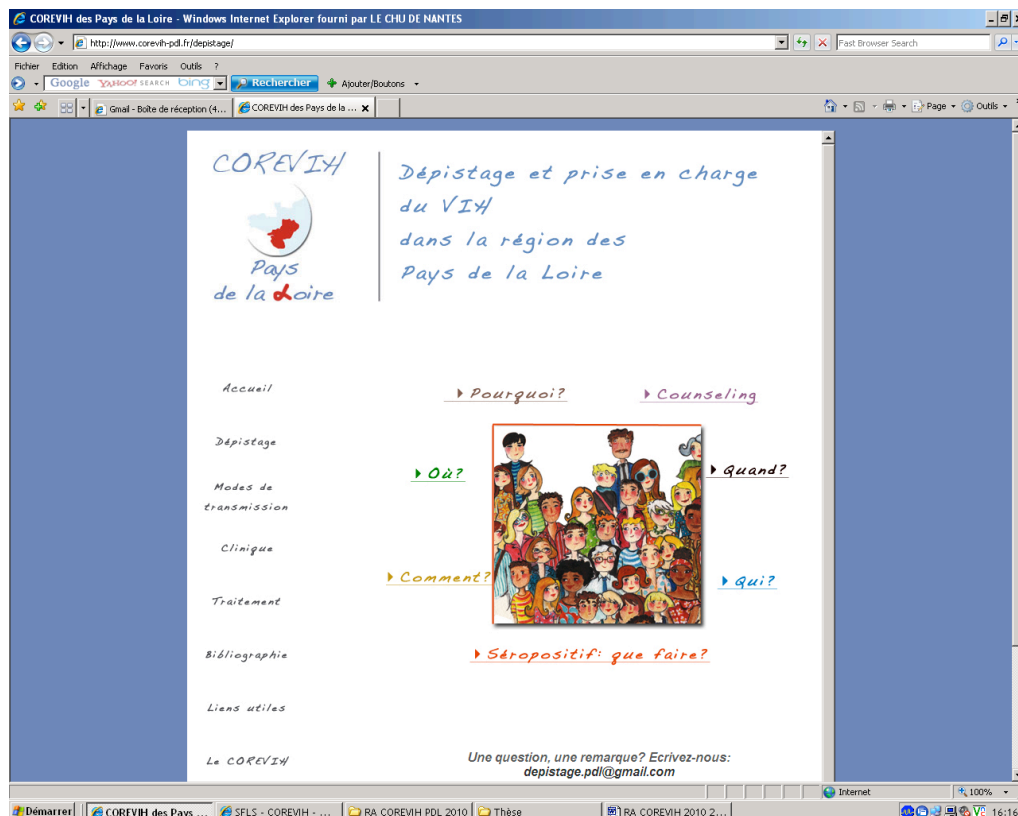 COREVIH des Pays de la Loire - Windows Internet Explorer fourni par LE CHU DE NANTES
http://www.corevih-pdl.fr/depistage/
Fast Browser Search
Fichier Edition Affichage Favoris Outils ?
Google YAHOO! SEARCH bing Rechercher Ajouter/Boutons
Gmail - Boîte de réception (4... COREVIH des Pays de la ... Page Outils
COREVIH
Pays
de la Loire
Dépistage et prise en charge
du VIH
dans la région des
Pays de la Loire
Accueil
Dépistage
Modes de
transmission
Clinique
Traitement
Bibliographie
Liens utiles
Le COREVIH
Pourquoi?
Counseling
Où?
Quand?
Comment?
Qui?
Séropositif: que faire?
Une question, une remarque? Ecrivez-nous:
depistage.pdl@gmail.com
Internet 100%
Démarrer COREVIH des Pays ... SFLS - COREVIH - ... RA COREVIH PDL 2010 Thèse RA COREVIH 2010 2... 16:16